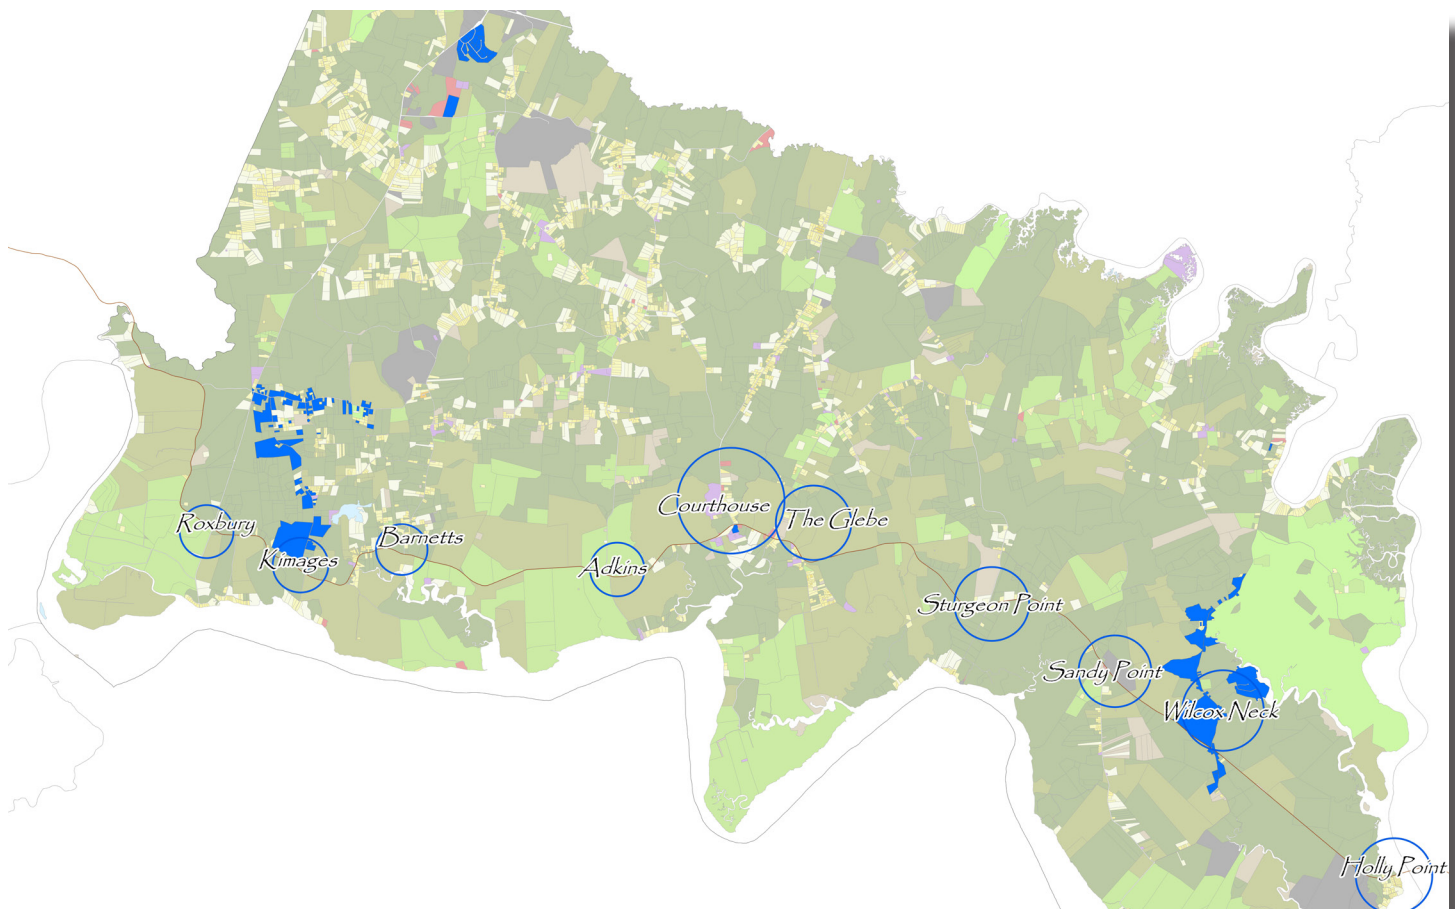 Courthouse
The Glebe
Roxbury
Barnetts
Kimages
Adkins
Sturgeon Point
Sandy Point
Wilcox Neck
Holly Point